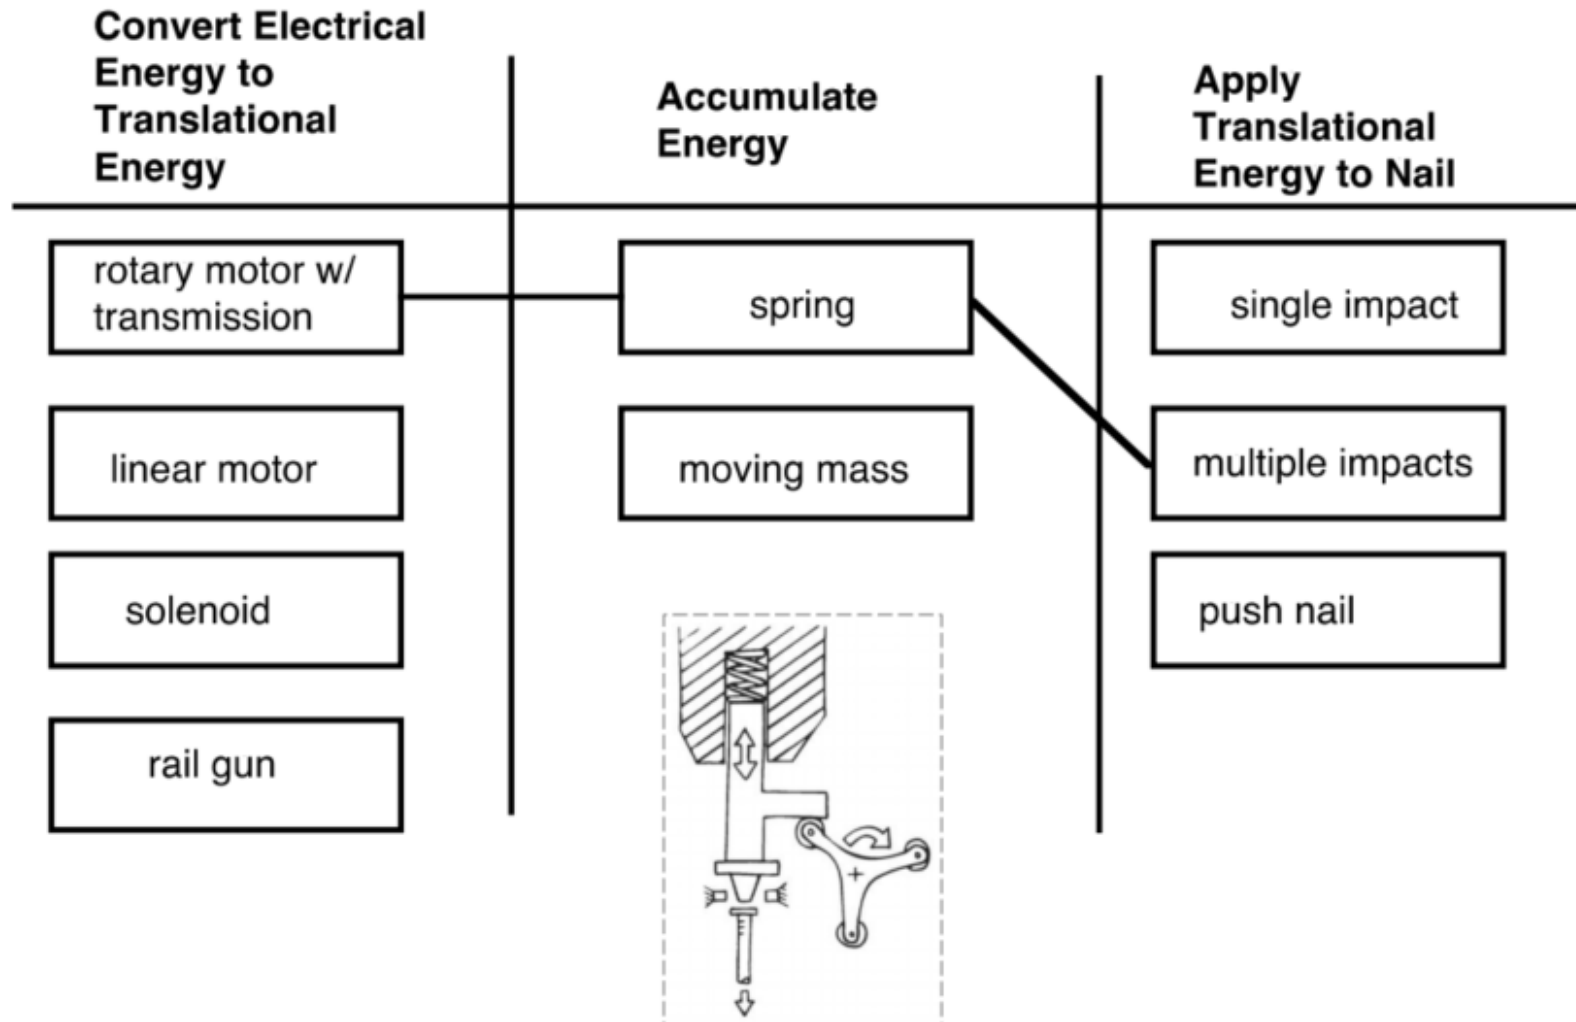 Convert Electrical
Energy to
Translational
Energy
Accumulate
Energy
Apply
Translational
Energy to Nail
rotary motor w/
transmission
spring
single impact
linear motor
moving mass
multiple impacts
solenoid
push nail
rail gun